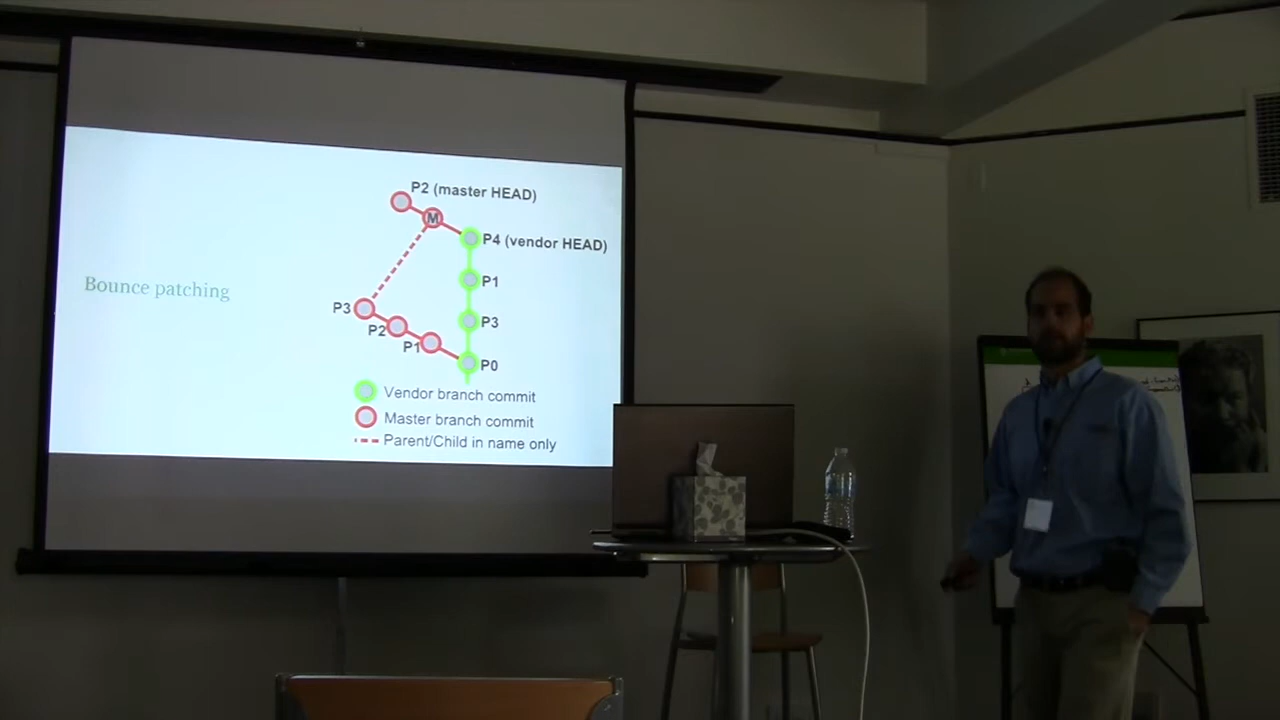 P2 (master HEAD)
M
P4 (vendor HEAD)
Bounce patching
P1
P3
P3
P2
P1
P0
Vendor branch commit
Master branch commit
Parent/Child in name only